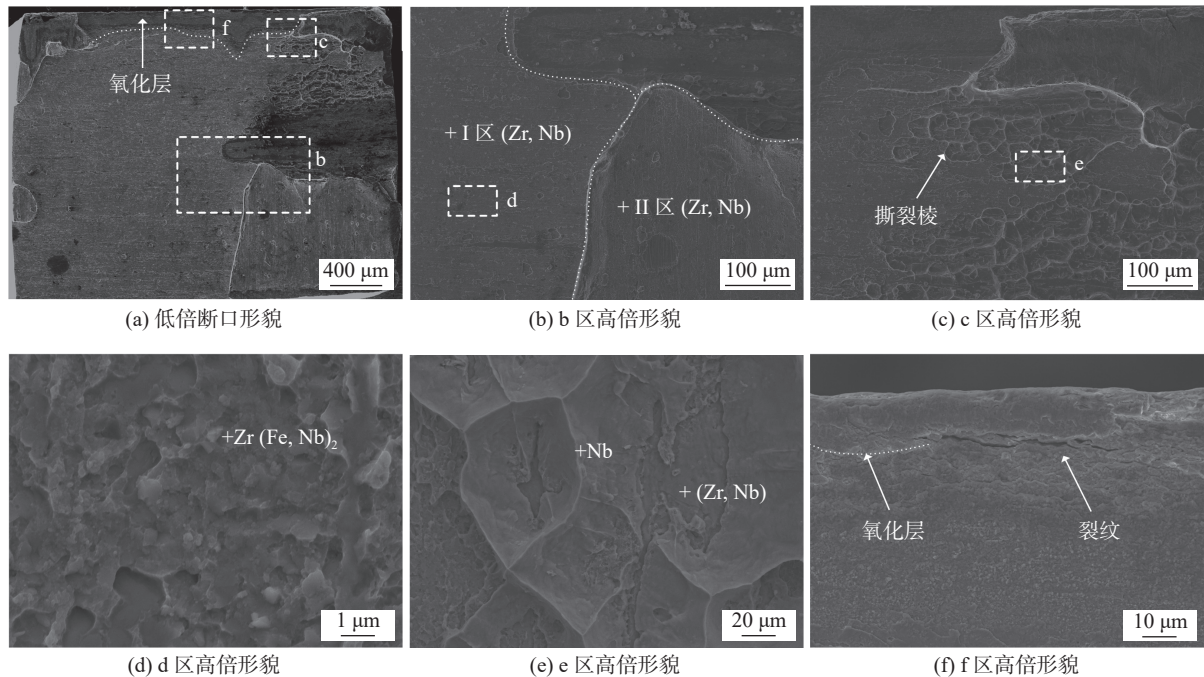 f
c
氧化层
b
400 μm
(a) 低倍断口形貌
+ I 区 (Zr, Nb)
d
+ II 区 (Zr, Nb)
100 μm
(b) b 区高倍形貌
e
撕裂棱
100 μm
(c) c 区高倍形貌
+Zr (Fe, Nb)₂
1 μm
(d) d 区高倍形貌
+Nb
+ (Zr, Nb)
20 μm
(e) e 区高倍形貌
氧化层
裂纹
10 μm
(f) f 区高倍形貌